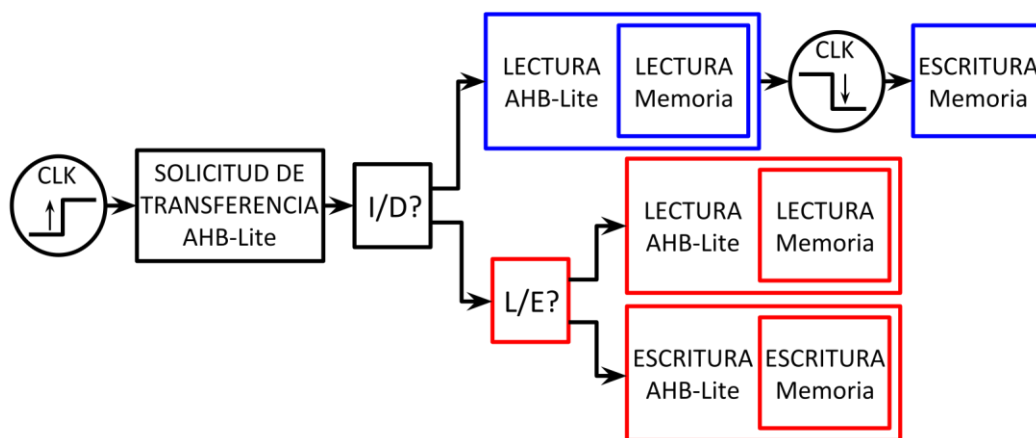 CLK
SOLICITUD DE
TRANSFERENCIA
AHB-Lite
I/D?
LECTURA
AHB-Lite
LECTURA
Memoria
CLK
ESCRITURA
Memoria
L/E?
LECTURA
AHB-Lite
LECTURA
Memoria
ESCRITURA
AHB-Lite
ESCRITURA
Memoria